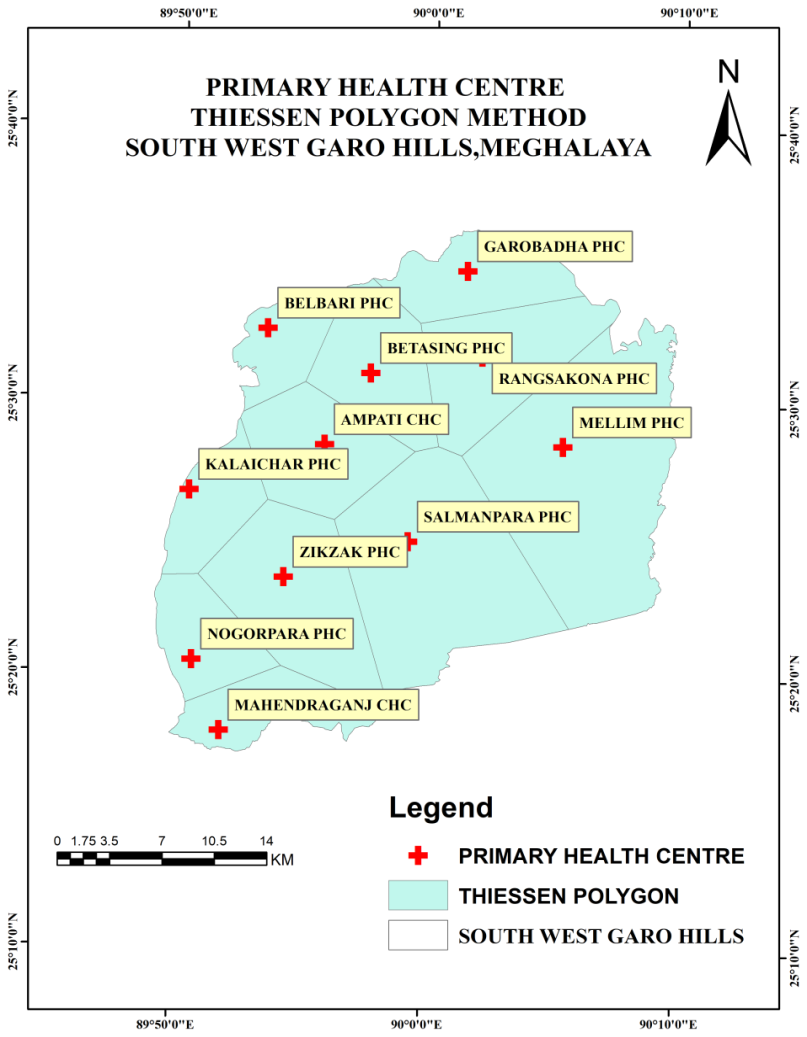 89°50'0"E 90°0'0"E 90°10'0"E
PRIMARY HEALTH CENTRE
THIESSEN POLYGON METHOD
SOUTH WEST GARO HILLS,MEGHALAYA
N
25°40'0"N 25°40'0"N
GAROBADHA PHC
BELBARI PHC
BETASING PHC
RANGSAKONA PHC
25°30'0"N 25°30'0"N
AMPATI CHC
MELLIM PHC
KALAICHAR PHC
SALMANPARA PHC
ZIKZAK PHC
NOGORPARA PHC
25°20'0"N 25°20'0"N
MAHENDRAGANJ CHC
Legend
0 1.75 3.5 7 10.5 14
KM
PRIMARY HEALTH CENTRE
THIESSEN POLYGON
SOUTH WEST GARO HILLS
25°10'0"N 25°10'0"N
89°50'0"E 90°0'0"E 90°10'0"E